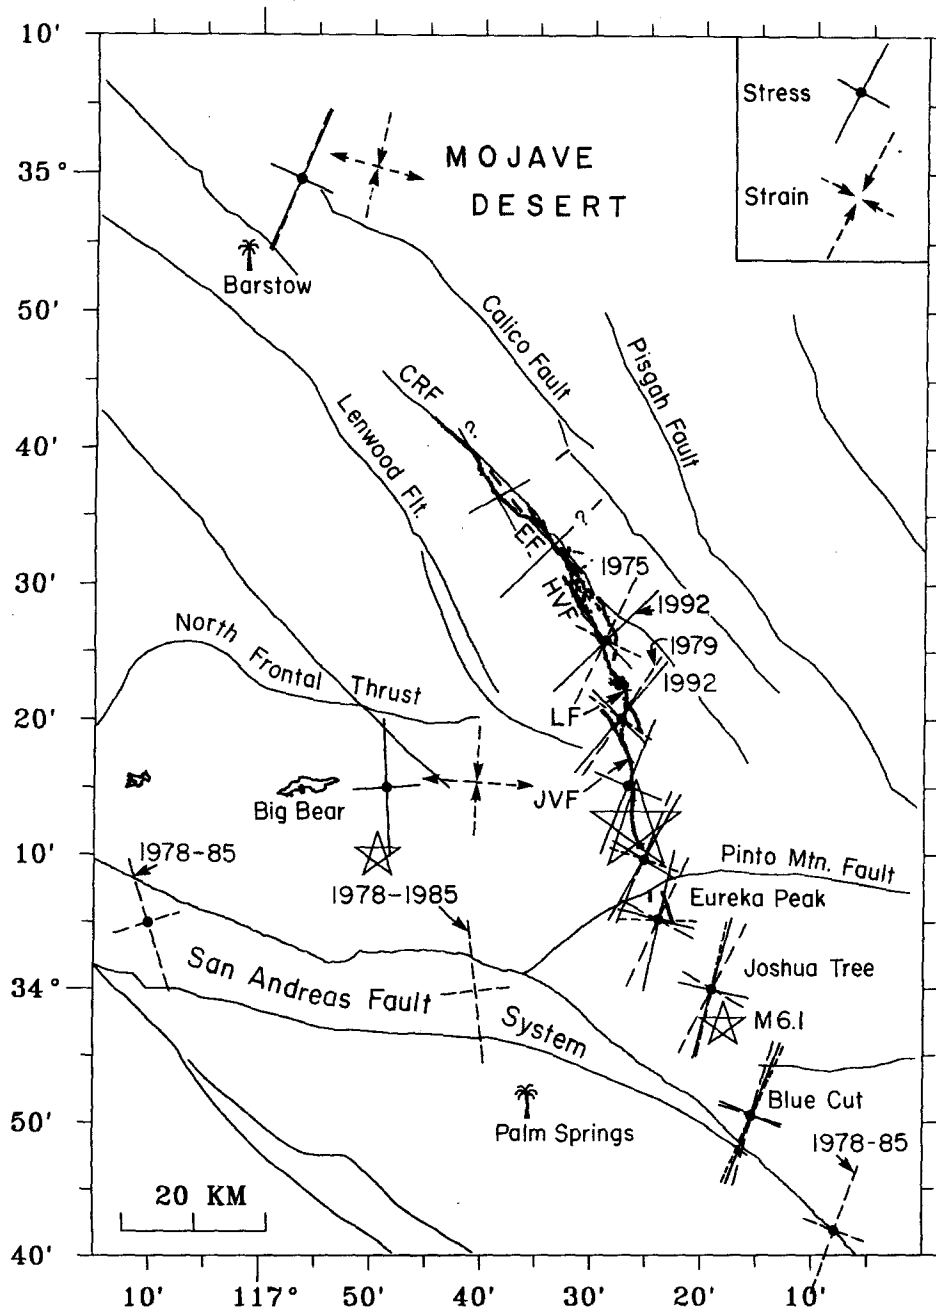 10'
Stress
MOJAVE
35°
DESERT
Strain
Barstow
50'
Calico Fault
Pisgah Fault
CRF
Lenwood Flt.
40'
?
?
EF
30'
1975
HVF
1992
North Frontal Thrust
1979
1992
20'
LF
Big Bear
JVF
10'
1978-85
Pinto Mtn. Fault
1978-1985
Eureka Peak
San Andreas Fault System
Joshua Tree
34°
M6.1
Blue Cut
50'
Palm Springs
1978-85
20 KM
40'
10' 117° 50' 40' 30' 20' 10'